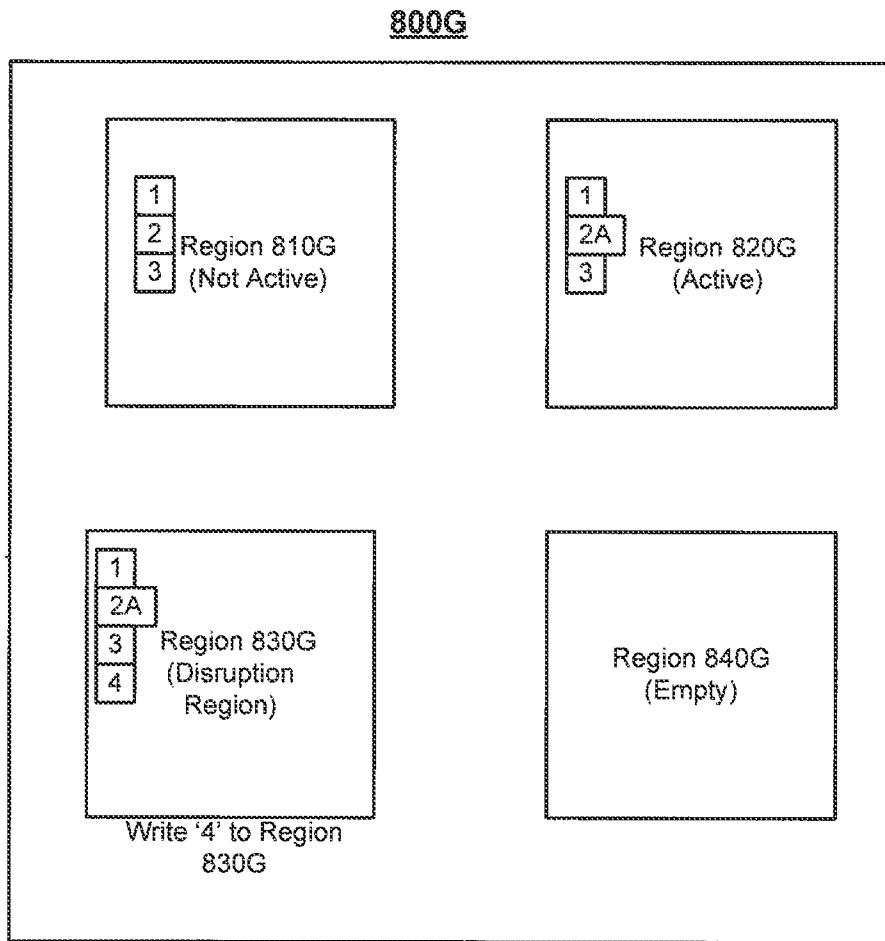 800G
1
2
3
Region 810G
(Not Active)
1
2A
3
Region 820G
(Active)
1
2A
3
4
Region 830G
(Disruption
Region)
Write ‘4’ to Region
830G
Region 840G
(Empty)